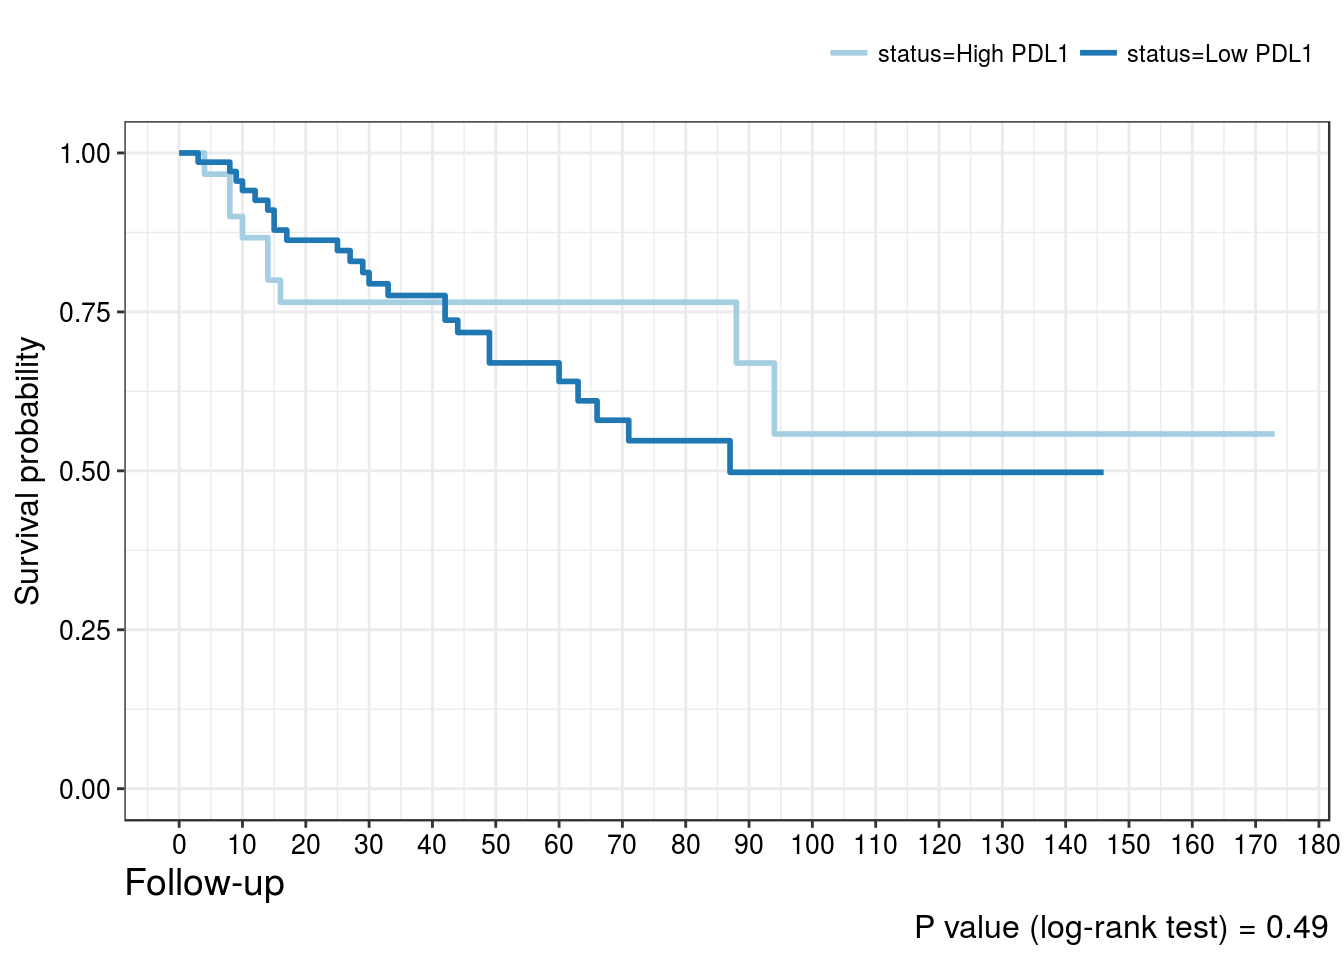 status=High PDL1 status=Low PDL1
1.00
0.75
0.50
0.25
0.00
Survival probability
0 10 20 30 40 50 60 70 80 90 100 110 120 130 140 150 160 170 180
Follow-up
P value (log-rank test) = 0.49